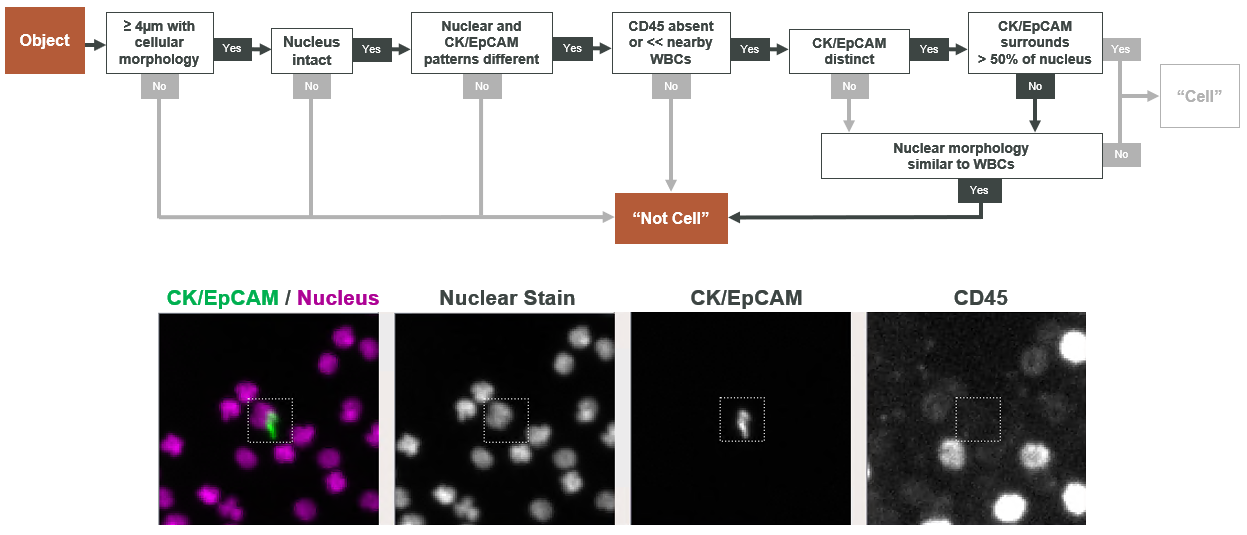 Object
≥ 4µm with
cellular
morphology
Yes
Nucleus
intact
Yes
Nuclear and
CK/EpCAM
patterns different
Yes
CD45 absent
or << nearby
WBCs
Yes
CK/EpCAM
distinct
Yes
CK/EpCAM
surrounds
> 50% of nucleus
Yes
No
No
No
No
No
No
“Cell”
Nuclear morphology
similar to WBCs
No
Yes
“Not Cell”
CK/EpCAM / Nucleus
Nuclear Stain
CK/EpCAM
CD45